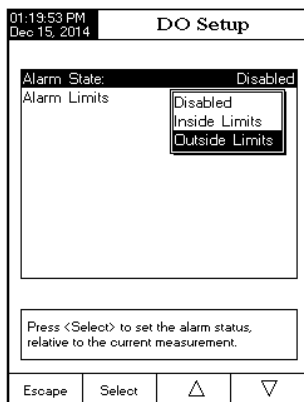 01:19:53 PM
Dec 15, 2014
DO Setup
Alarm State: Disabled
Alarm Limits
Disabled
Inside Limits
Outside Limits
Press <Select> to set the alarm status,
relative to the current measurement.
Escape Select △ ▽